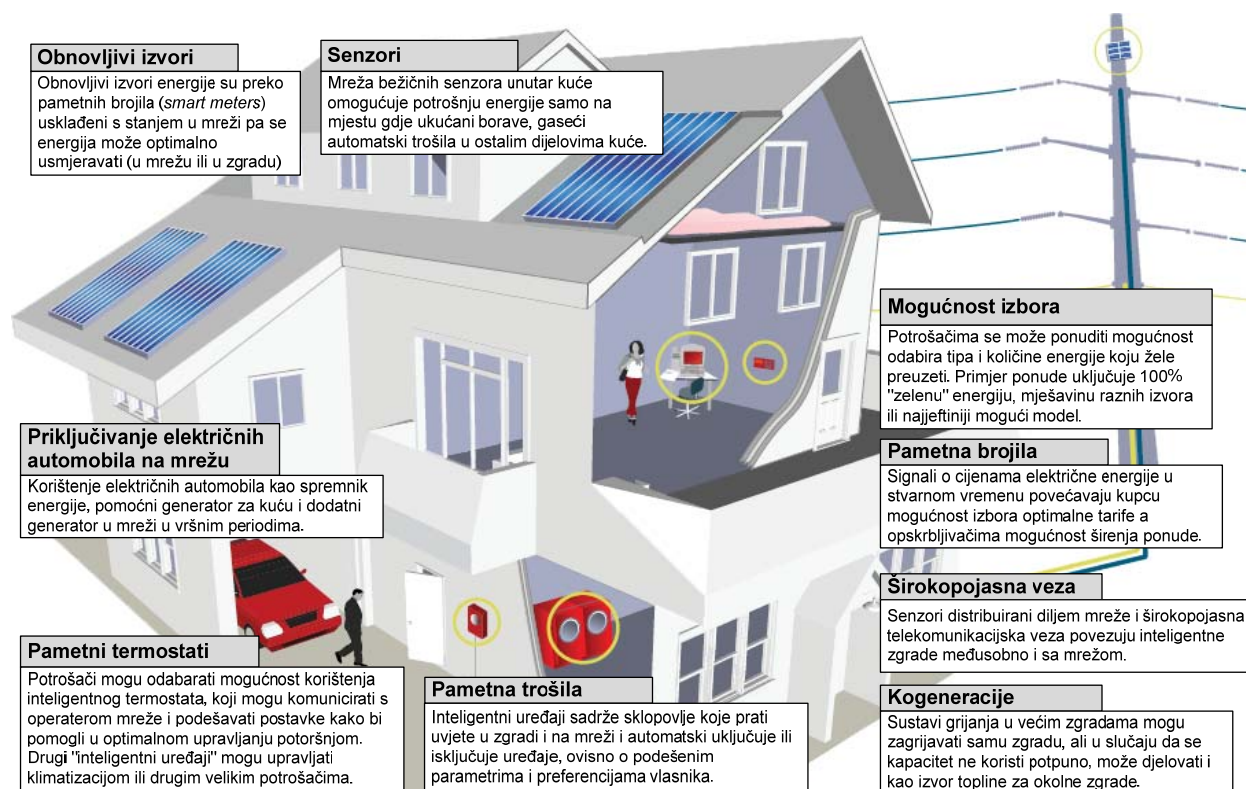 Obnovljivi izvori
Obnovljivi izvori energije su preko
pametnih brojila (smart meters)
usklađeni s stanjem u mreži pa se
energija može optimalno
usmjeravati (u mrežu ili u zgradu)
Senzori
Mreža bežičnih senzora unutar kuće
omogućuje potrošnju energije samo na
mjestu gdje ukućani borave, gaseći
automatski trošila u ostalim dijelovima kuće.
Mogućnost izbora
Potrošačima se može ponuditi mogućnost
odabira tipa i količine energije koju žele
preuzeti. Primjer ponude uključuje 100%
"zelenu" energiju, mješavinu raznih izvora
ili najjeftiniji mogući model.
Priključivanje električnih
automobila na mrežu
Korištenje električnih automobila kao spremnik
energije, pomoćni generator za kuću i dodatni
generator u mreži u vršnim periodima.
Pametna brojila
Signali o cijenama električne energije u
stvarnom vremenu povećavaju kupcu
mogućnost izbora optimalne tarife a
opskrbljivačima mogućnost širenja ponude.
Širokopojasna veza
Senzori distribuirani diljem mreže i širokopojasna
telekomunikacijska veza povezuju inteligentne
zgrade međusobno i sa mrežom.
Pametni termostati
Potrošači mogu odabarati mogućnost korištenja
inteligentnog termostata, koji mogu komunicirati s
operaterom mreže i podešavati postavke kako bi
pomogli u optimalnom upravljanju potoršnjom.
Drugi "inteligentni uređaji" mogu upravljati
klimatizacijom ili drugim velikim potrošačima.
Pametna trošila
Inteligentni uređaji sadrže sklopovlje koje prati
uvjete u zgradi i na mreži i automatski uključuje ili
isključuje uređaje, ovisno o podešenim
parametrima i preferencijama vlasnika.
Kogeneracije
Sustavi grijanja u većim zgradama mogu
zagrijavati samu zgradu, ali u slučaju da se
kapacitet ne koristi potpuno, može djelovati i
kao izvor topline za okolne zgrade.